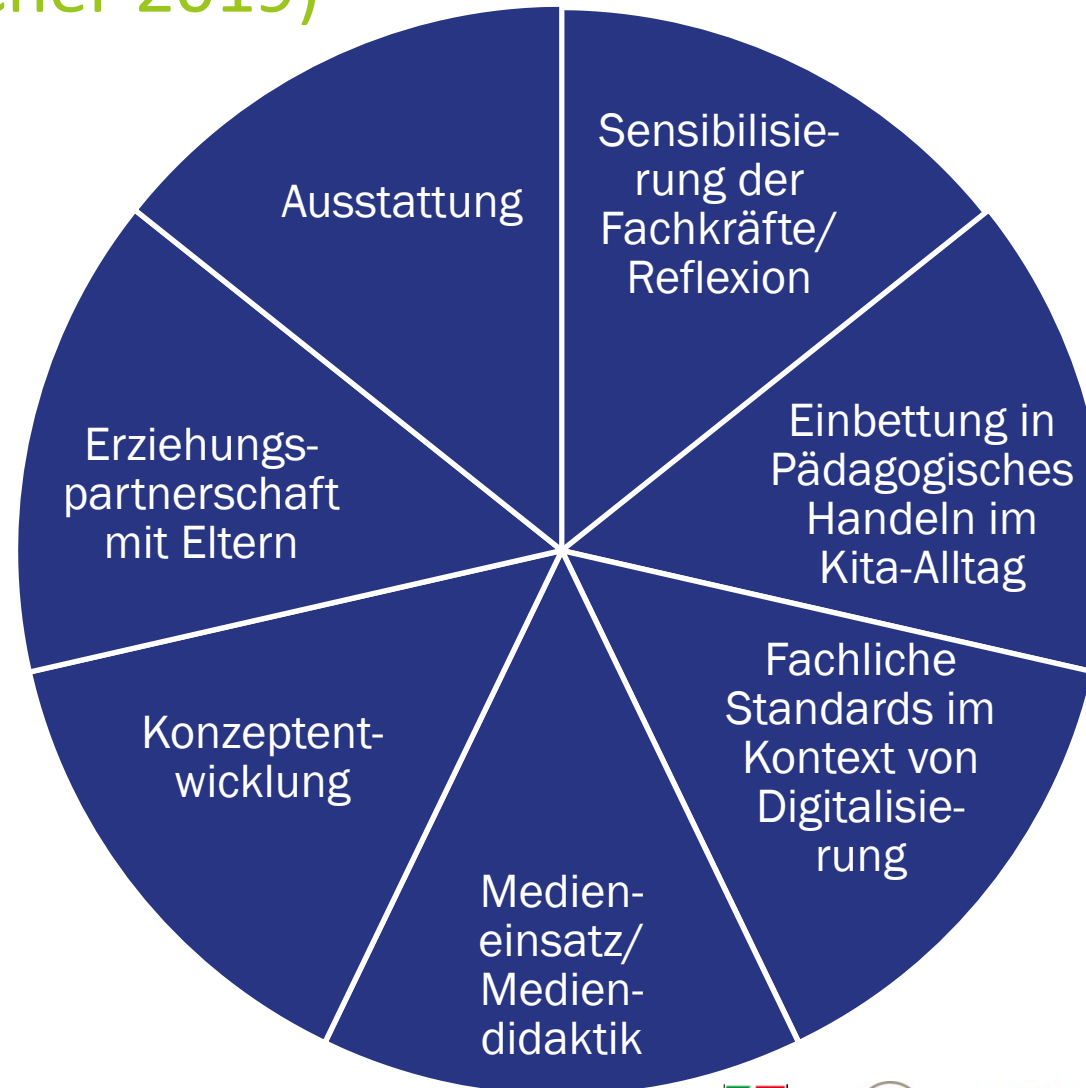 2019)
Sensibilisie-
rung der
Fachkräfte/
Reflexion
Einbettung in
Pädagogisches
Handeln im
Kita-Alltag
Fachliche
Standards im
Kontext von
Digitalisie-
rung
Medien-
einsatz/
Medien-
didaktik
Konzeptent-
wicklung
Erziehungs-
partnerschaft
mit Eltern
Ausstattung